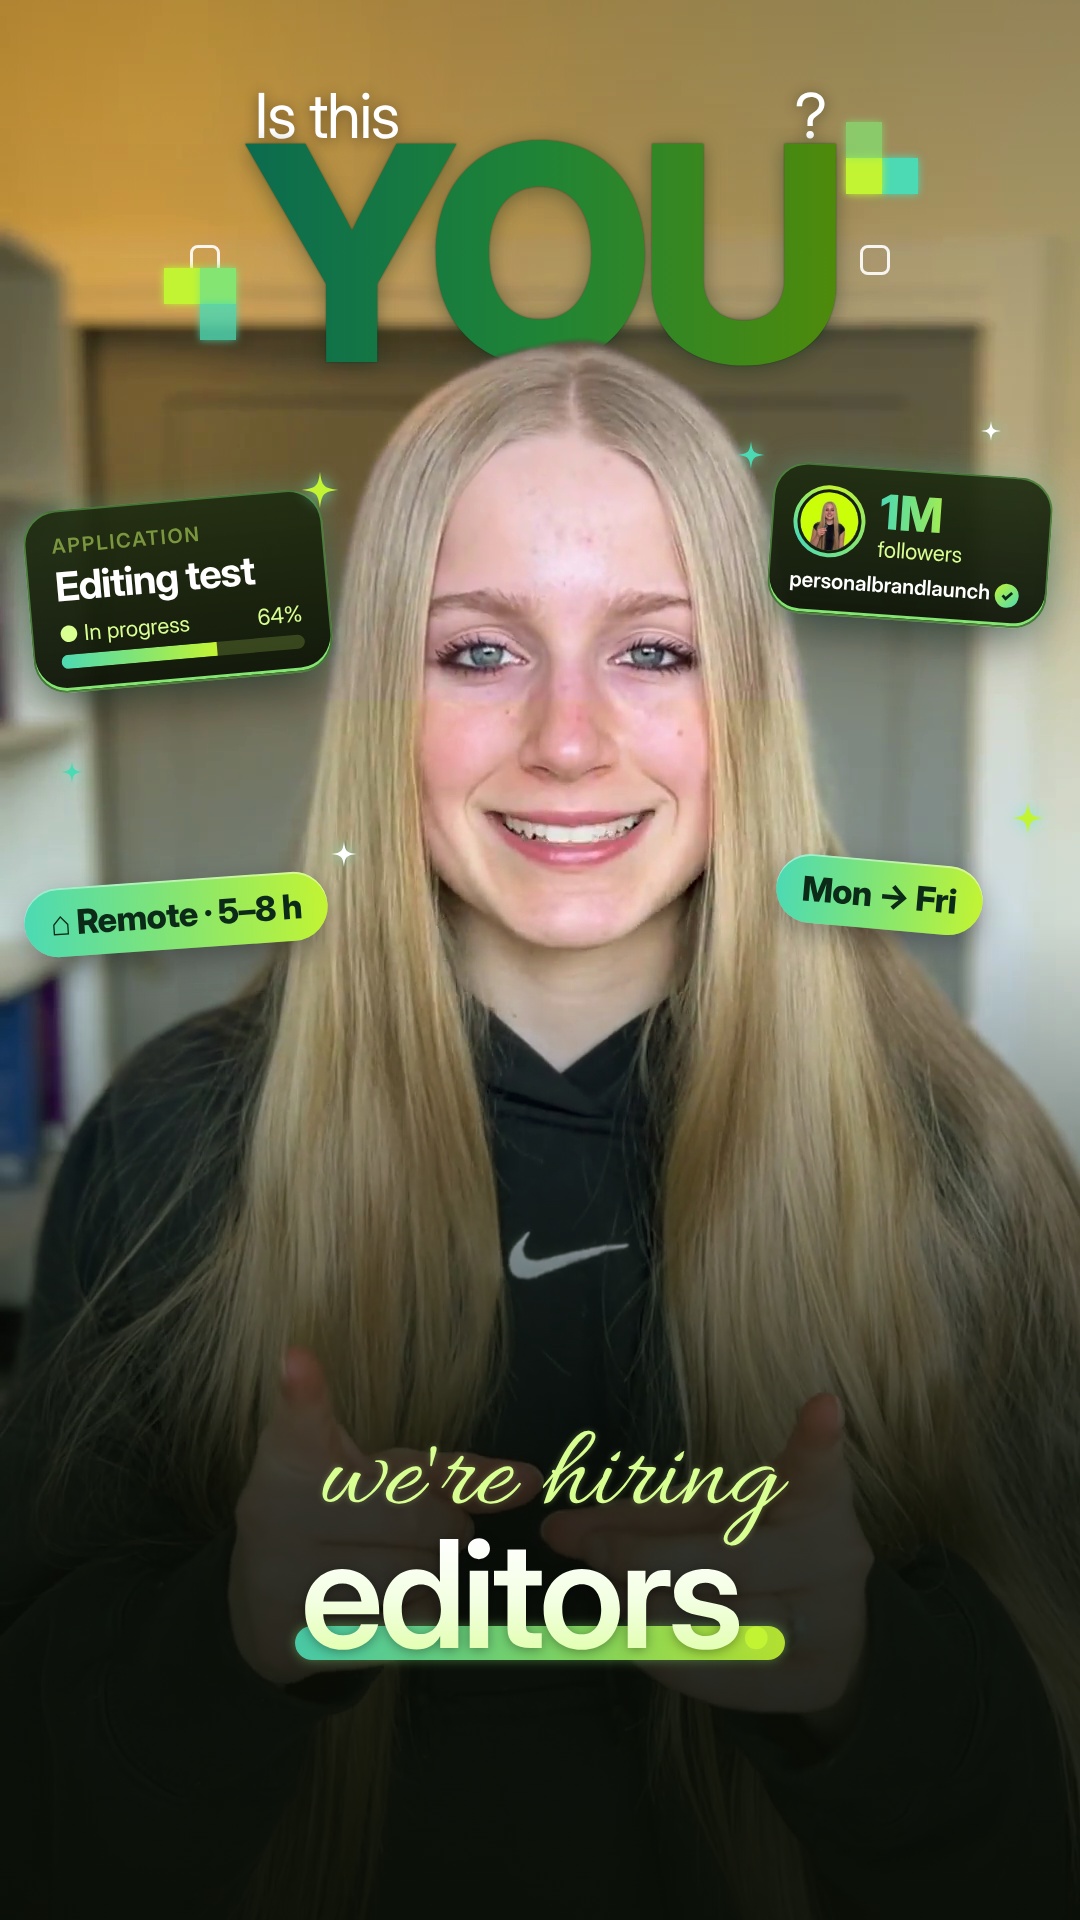 Is this ?
YOU
APPLICATION
Editing test
In progress 64%
1M
followers
personalbrandlaunch
Remote · 5–8 h
Mon → Fri
we're hiring
editors